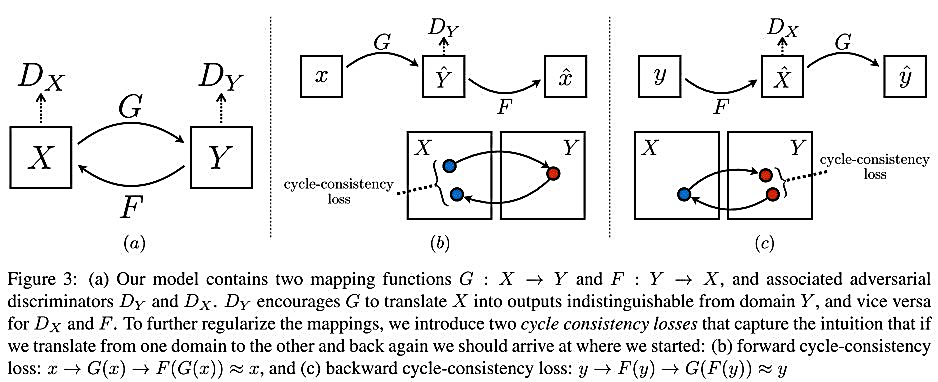 D_X
D_Y
G
X
Y
F
(a)
G
D_Y
x
Ŷ
x̂
F
X
Y
cycle-consistency
loss
(b)
D_X
G
y
X̂
ŷ
F
X
Y
cycle-consistency
loss
(c)
Figure 3: (a) Our model contains two mapping functions G : X → Y and F : Y → X, and associated adversarial
discriminators D_Y and D_X. D_Y encourages G to translate X into outputs indistinguishable from domain Y, and vice versa
for D_X and F. To further regularize the mappings, we introduce two cycle consistency losses that capture the intuition that if
we translate from one domain to the other and back again we should arrive at where we started: (b) forward cycle-consistency
loss: x → G(x) → F(G(x)) ≈ x, and (c) backward cycle-consistency loss: y → F(y) → G(F(y)) ≈ y